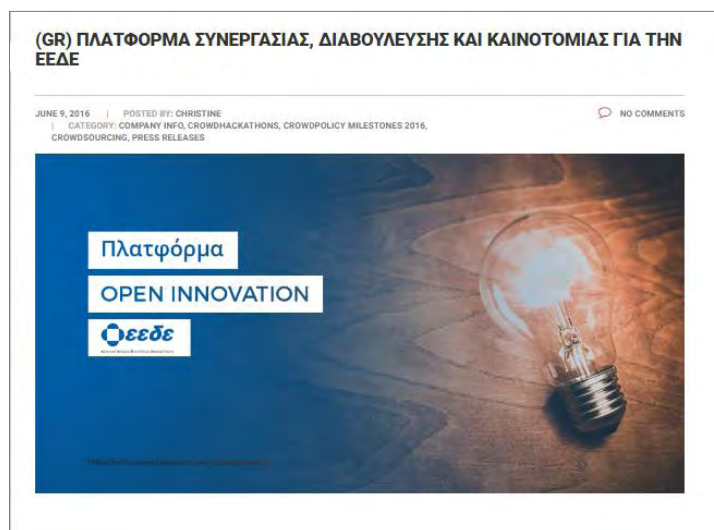 (GR) ΠΛΑΤΦΟΡΜΑ ΣΥΝΕΡΓΑΣΙΑΣ, ΔΙΑΒΟΥΛΕΥΣΗΣ ΚΑΙ ΚΑΙΝΟΤΟΜΙΑΣ ΓΙΑ ΤΗΝ
ΕΕΔΕ
JUNE 9, 2016 | POSTED BY: CHRISTINE
NO COMMENTS
| CATEGORY: COMPANY INFO, CROWDHACKATHONS, CROWDPOLICY MILESTONES 2016,
CROWDSOURCING, PRESS RELEASES
Πλατφόρμα
OPEN INNOVATION
εεδε